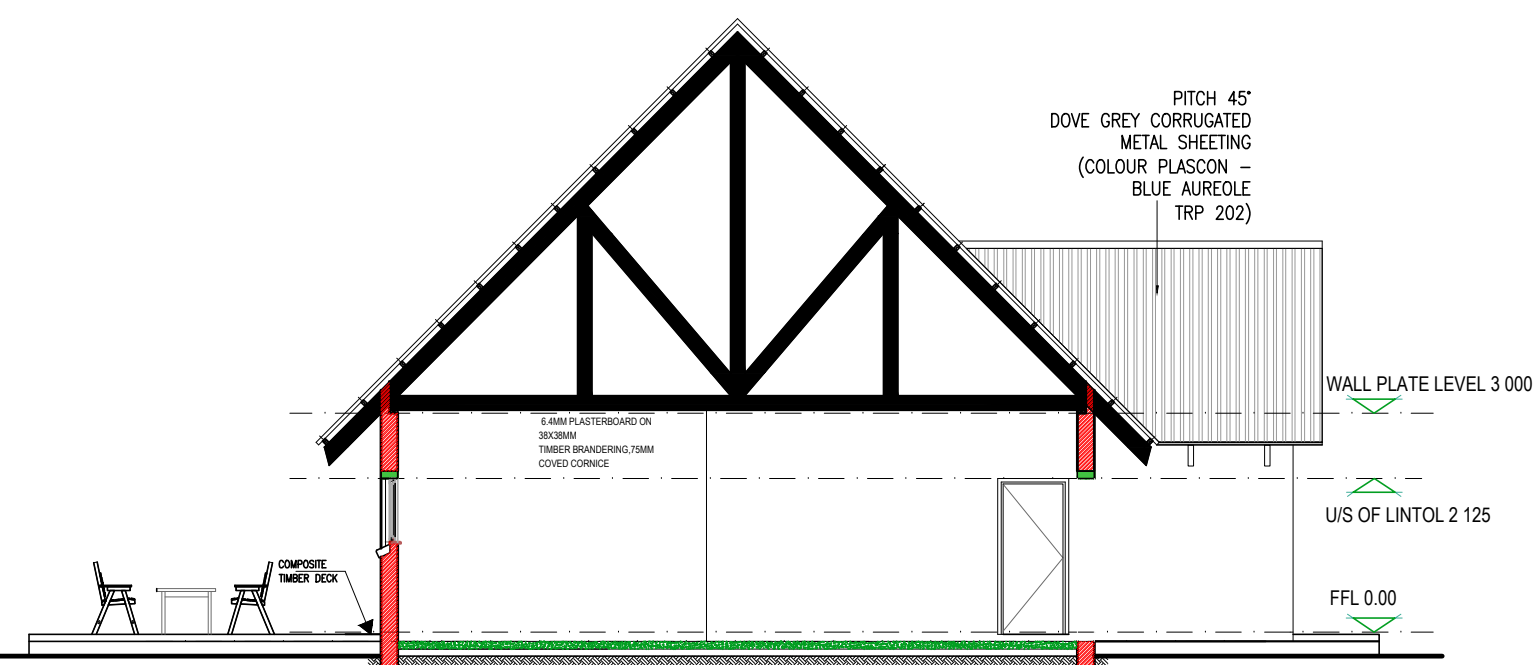 PITCH 45°
DOVE GREY CORRUGATED
METAL SHEETING
(COLOUR PLASCON –
BLUE AUREOLE
TRP 202)
WALL PLATE LEVEL 3 000
6.4MM PLASTERBOARD ON
38X38MM
TIMBER BRANDERING,75MM
COVED CORNICE
U/S OF LINTOL 2 125
COMPOSITE
TIMBER DECK
FFL 0.00